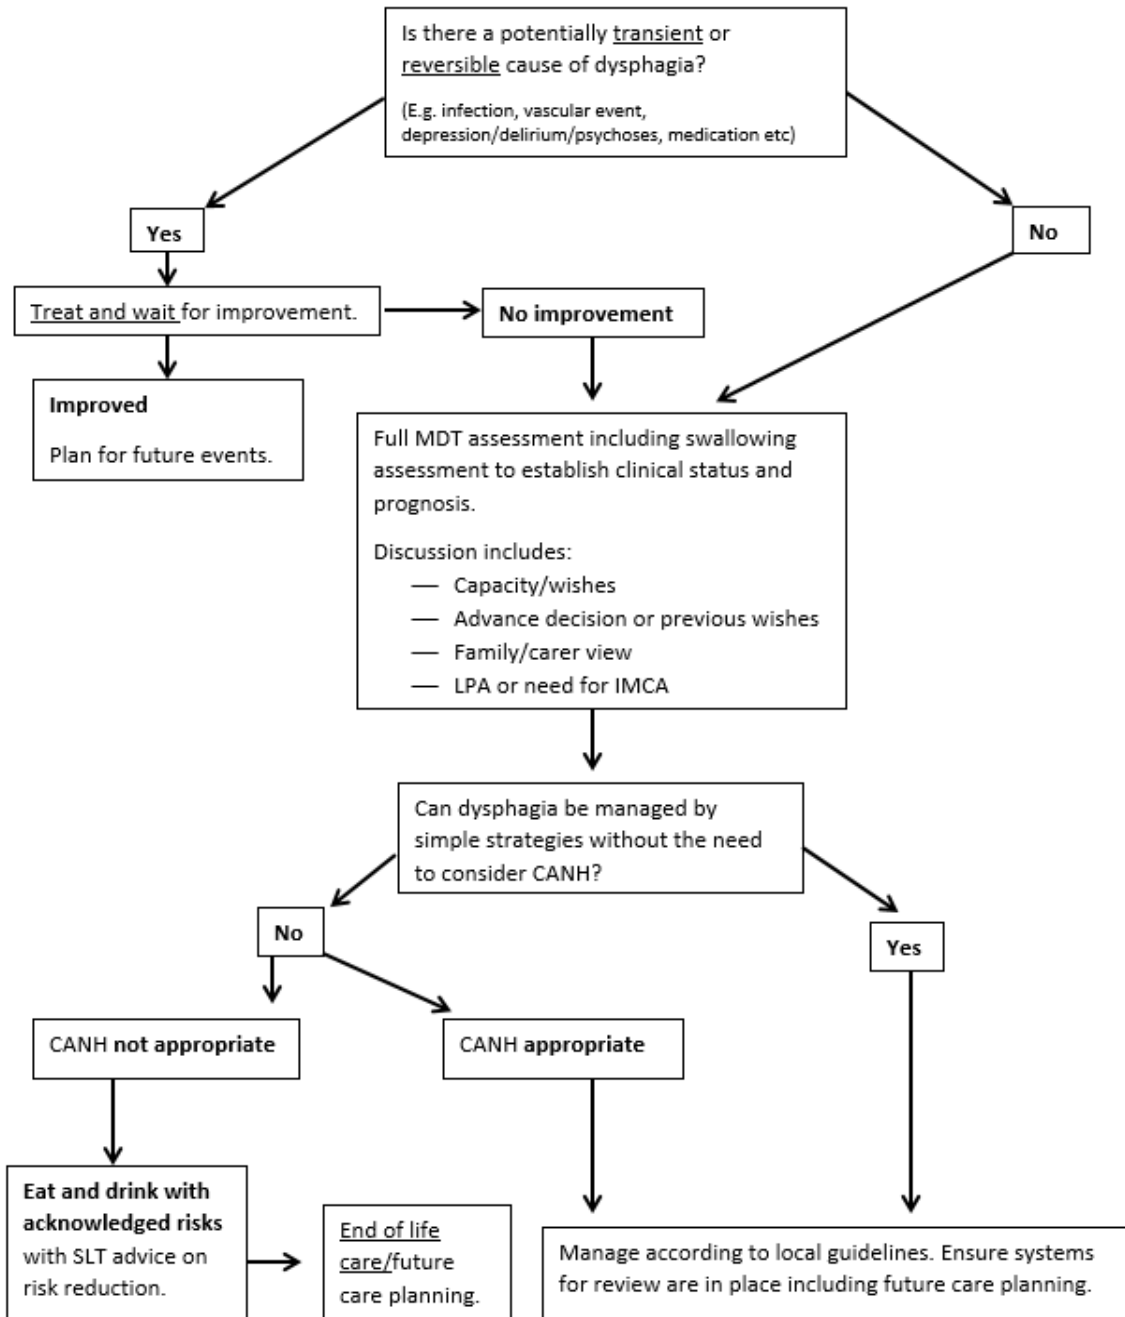 Is there a potentially transient or
reversible cause of dysphagia?
(E.g. infection, vascular event,
depression/delirium/psychoses, medication etc)
Yes
No
Treat and wait for improvement.
No improvement
Improved
Plan for future events.
Full MDT assessment including swallowing
assessment to establish clinical status and
prognosis.
Discussion includes:
— Capacity/wishes
— Advance decision or previous wishes
— Family/carer view
— LPA or need for IMCA
Can dysphagia be managed by
simple strategies without the need
to consider CANH?
No
Yes
CANH not appropriate
CANH appropriate
Eat and drink with
acknowledged risks
with SLT advice on
risk reduction.
End of life
care/future
care planning.
Manage according to local guidelines. Ensure systems
for review are in place including future care planning.